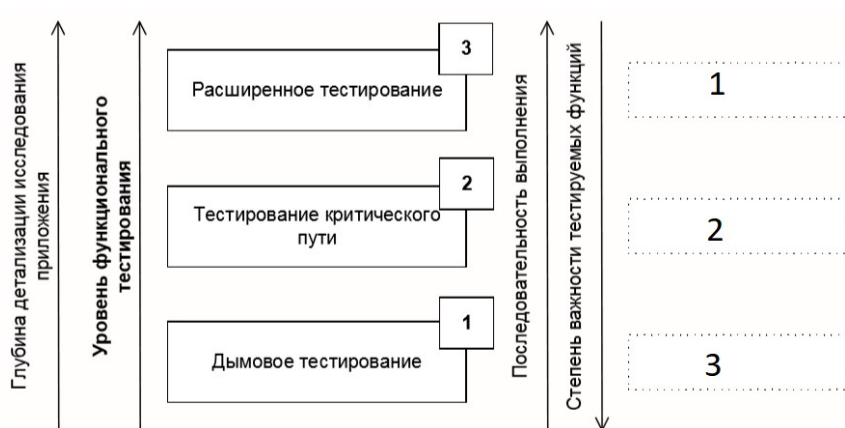 Глубина детализации исследования
приложения
Уровень функционального
тестирования
3
Расширенное тестирование
2
Тестирование критического
пути
1
Дымовое тестирование
Последовательность выполнения
Степень важности тестируемых функций
1
2
3